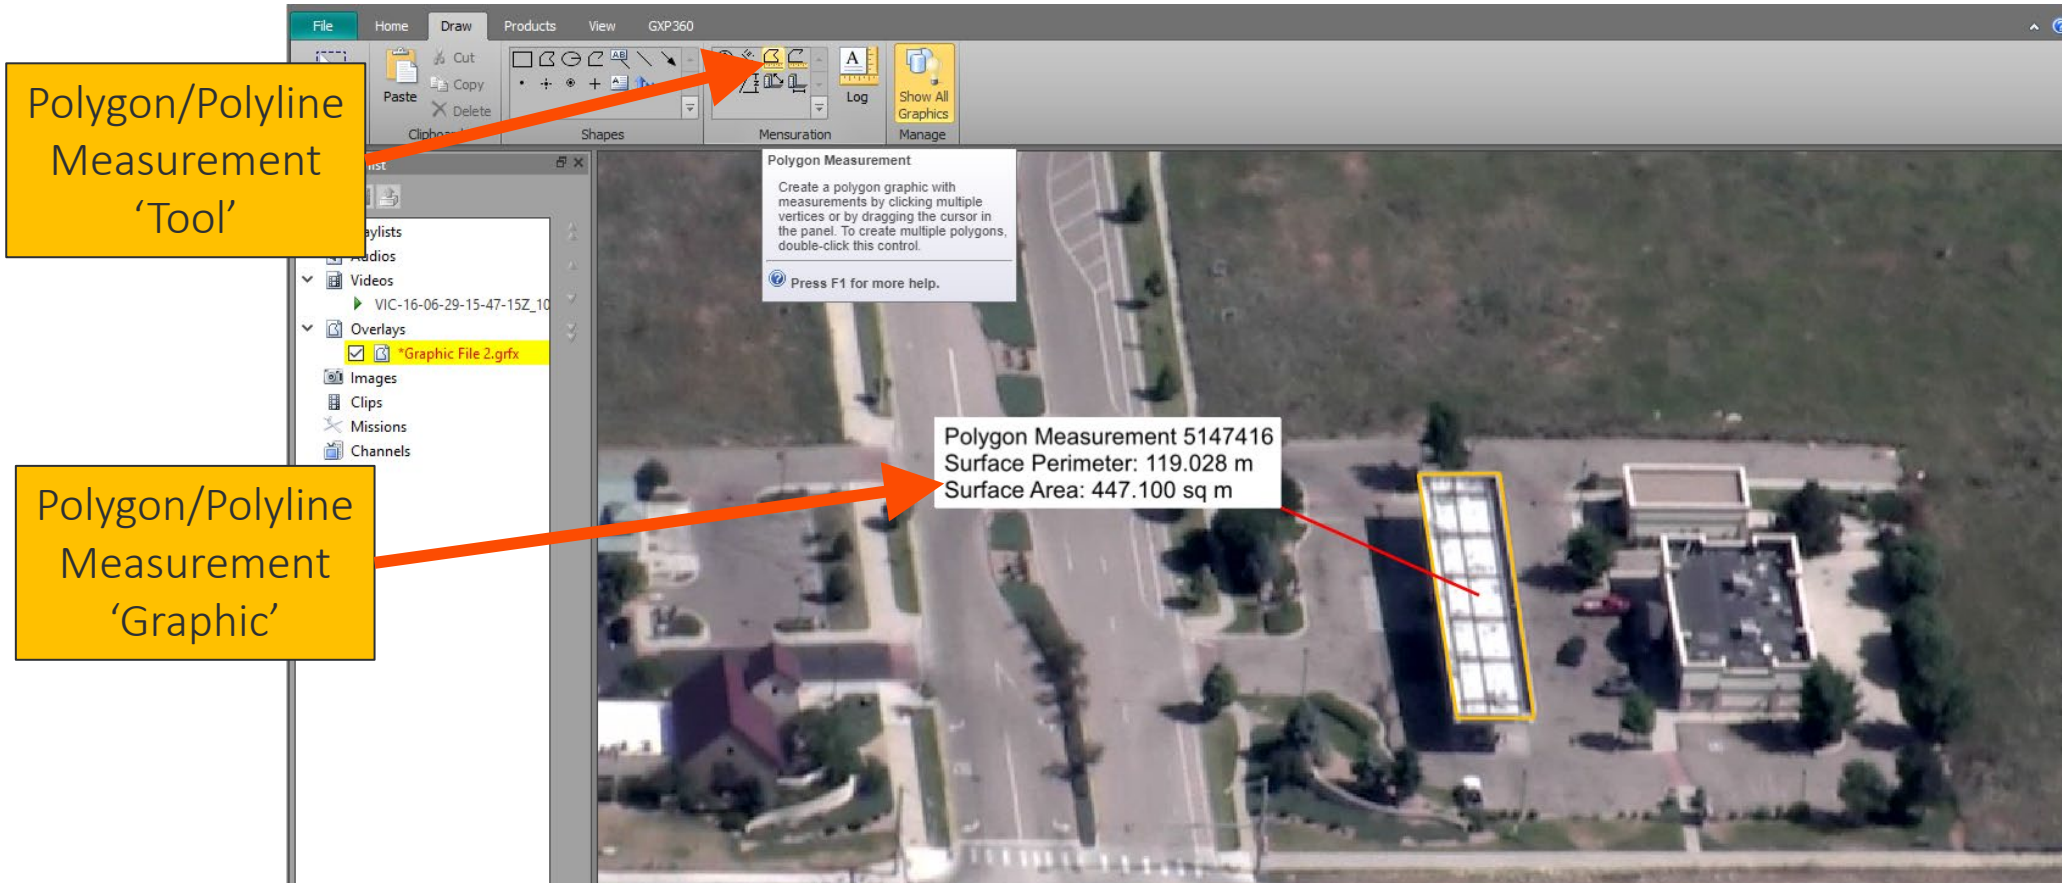 File Home Draw Products View GXP360
Polygon/Polyline
Measurement
‘Tool’
Cut
Copy
Delete
Paste
AB
A
Log
Show All
Graphics
Shapes
Mensuration
Manage
Polygon Measurement
Create a polygon graphic with
measurements by clicking multiple
vertices or by dragging the cursor in
the panel. To create multiple polygons,
double-click this control.
Press F1 for more help.
Videos
VIC-16-06-29-15-47-15Z_10
Overlays
*Graphic File 2.grfx
Images
Clips
Missions
Channels
Polygon Measurement 5147416
Surface Perimeter: 119.028 m
Surface Area: 447.100 sq m
Polygon/Polyline
Measurement
‘Graphic’